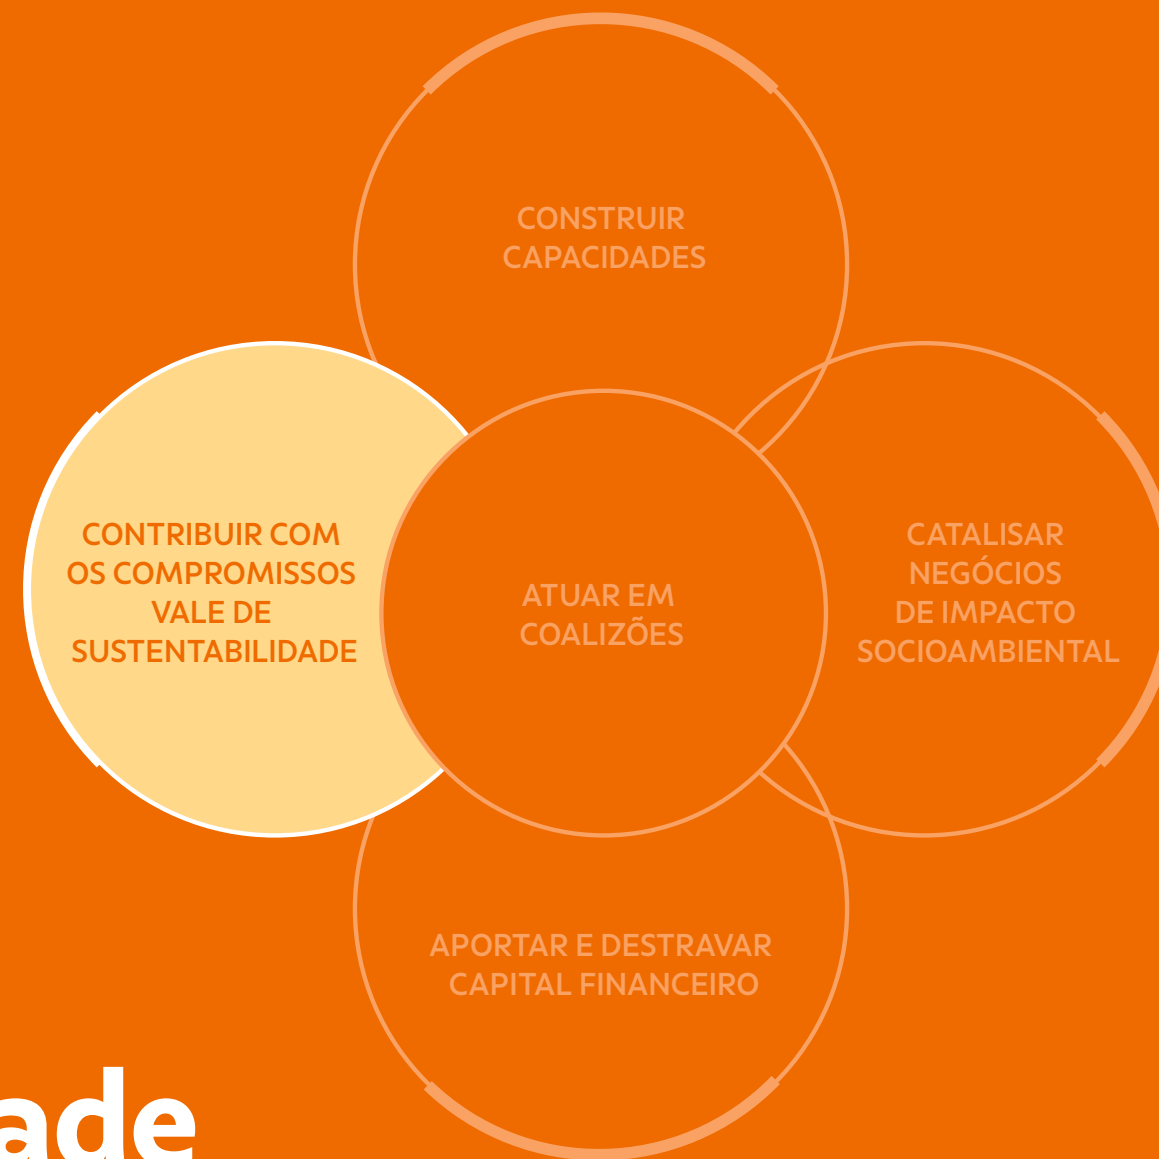 CONSTRUIR
CAPACIDADES
CONTRIBUIR COM
OS COMPROMISSOS
VALE DE
SUSTENTABILIDADE
ATUAR EM
COALIZÕES
CATALISAR
NEGÓCIOS
DE IMPACTO
SOCIOAMBIENTAL
APORTAR E DESTRAVAR
CAPITAL FINANCEIRO
ade